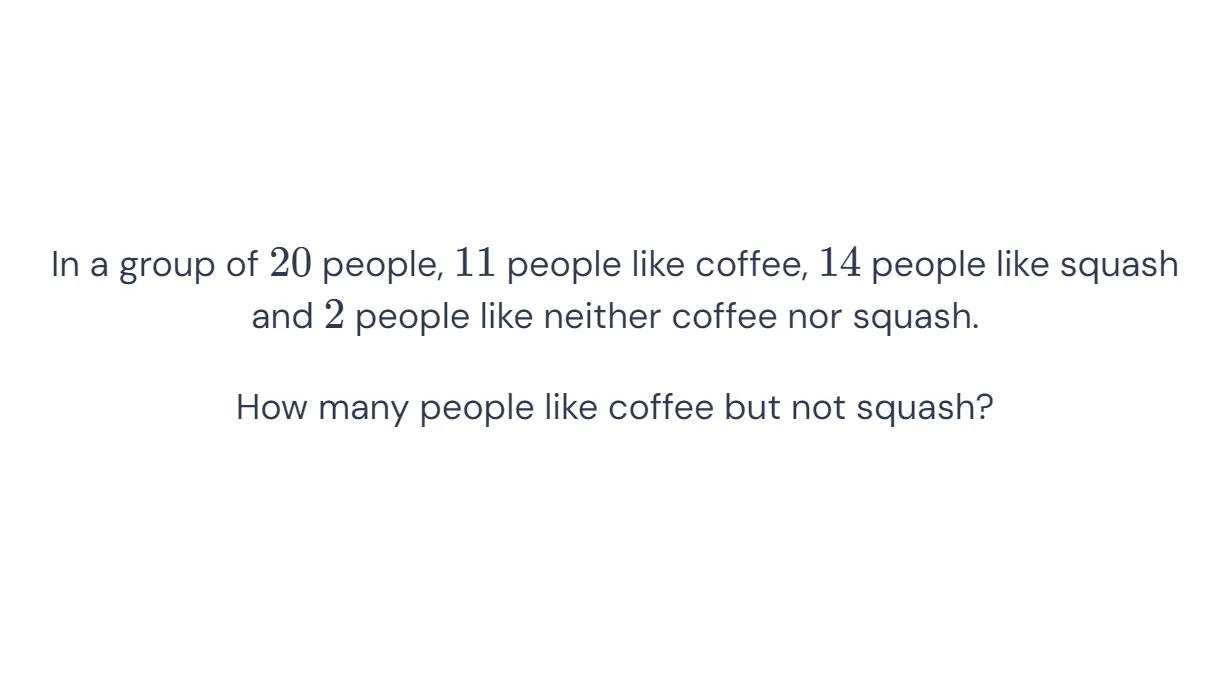 In a group of 20 people, 11 people like coffee, 14 people like squash
and 2 people like neither coffee nor squash.
How many people like coffee but not squash?